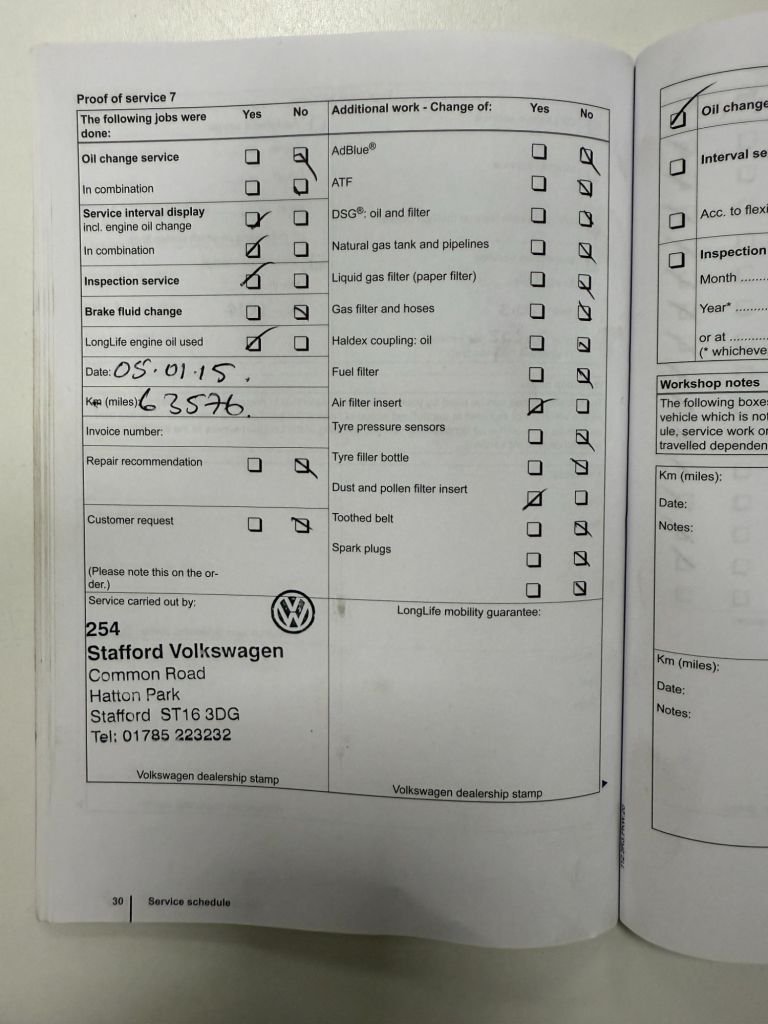 Proof of service 7
The following jobs were
done:
Yes
No
Oil change service
In combination
Service interval display
incl. engine oil change
In combination
Inspection service
Brake fluid change
LongLife engine oil used
Date: 05.01.15.
Km (miles): 63576.
Invoice number:
Repair recommendation
Customer request
(Please note this on the or-
der.)
Additional work - Change of:
Yes
No
AdBlue®
ATF
DSG®: oil and filter
Natural gas tank and pipelines
Liquid gas filter (paper filter)
Gas filter and hoses
Haldex coupling: oil
Fuel filter
Air filter insert
Tyre pressure sensors
Tyre filler bottle
Dust and pollen filter insert
Toothed belt
Spark plugs
Service carried out by:
254
Stafford Volkswagen
Common Road
Hatton Park
Stafford ST16 3DG
Tel: 01785 223232
Volkswagen dealership stamp
LongLife mobility guarantee:
Volkswagen dealership stamp
30
Service schedule
Oil change
Interval se
Acc. to flexi
Inspection
Month ........
Year* ........
or at ........
(* whicheve
Workshop notes
The following boxes
vehicle which is not
ule, service work or
travelled dependen
Km (miles):
Date:
Notes:
Km (miles):
Date:
Notes: